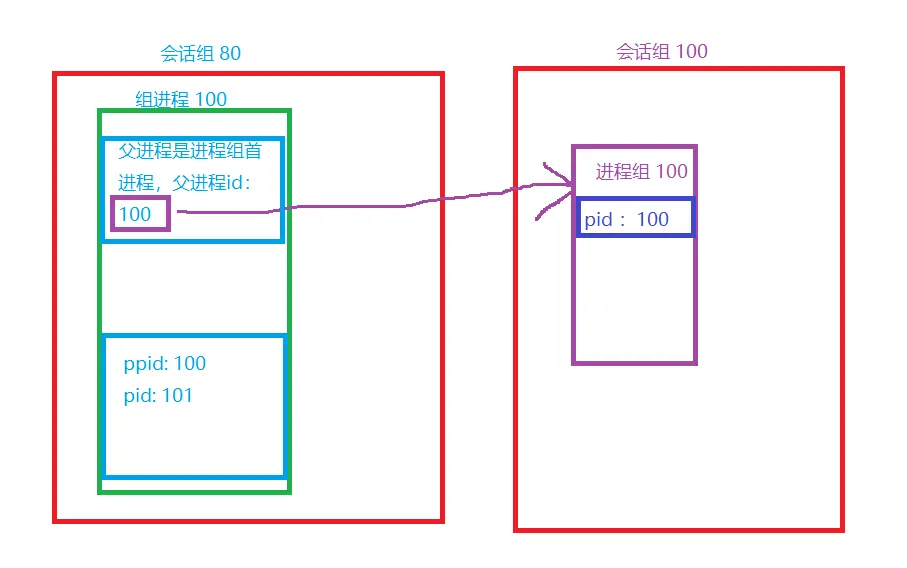 会话组 80
组进程 100
父进程是进程组首
进程，父进程id：
100
ppid: 100
pid: 101
会话组 100
进程组 100
pid ：100